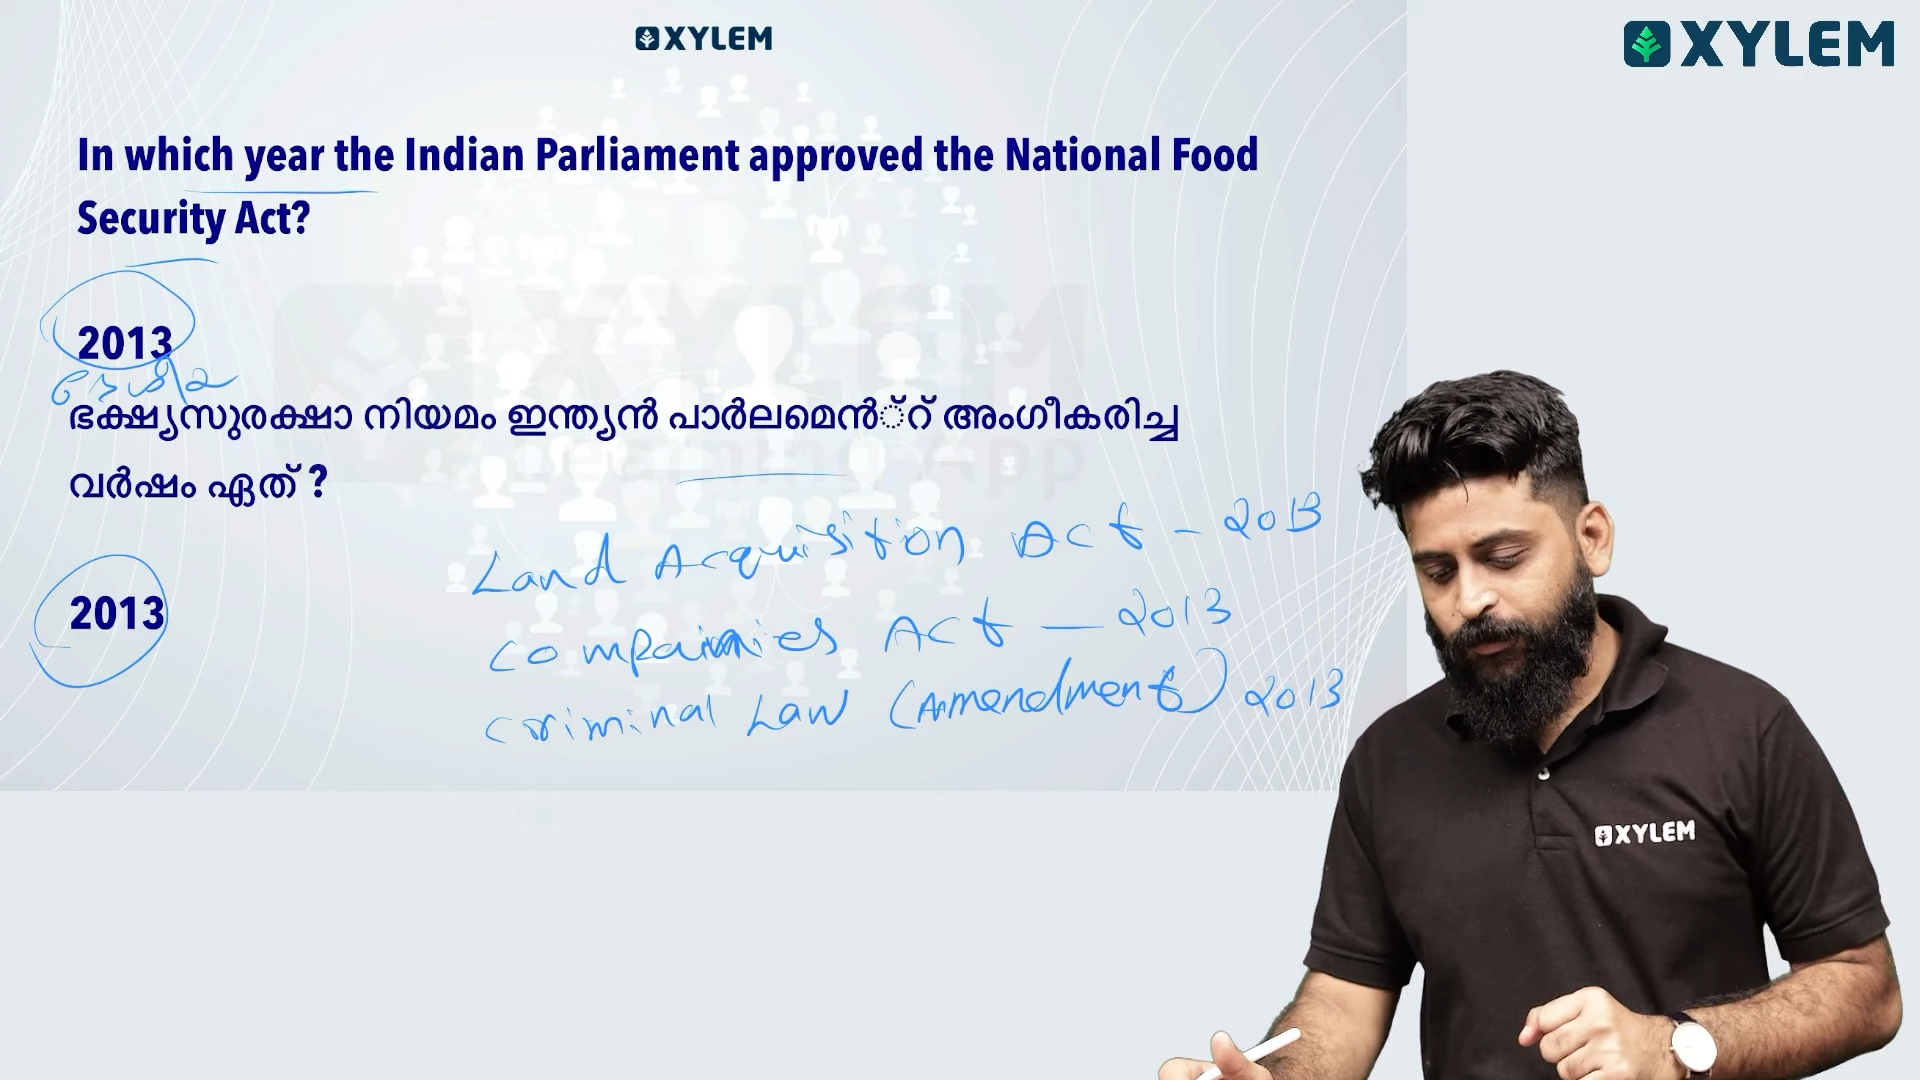 XYLEM
XYLEM
In which year the Indian Parliament approved the National Food
Security Act?
2013
ദേശീയ
ഭക്ഷ്യസുരക്ഷാ നിയമം ഇന്ത്യൻ പാർലമെൻ്റ് അംഗീകരിച്ച
വർഷം ഏത് ?
2013
Land Acquisition Act - 2013
Companies Act - 2013
Criminal Law (Amendment) 2013
XYLEM